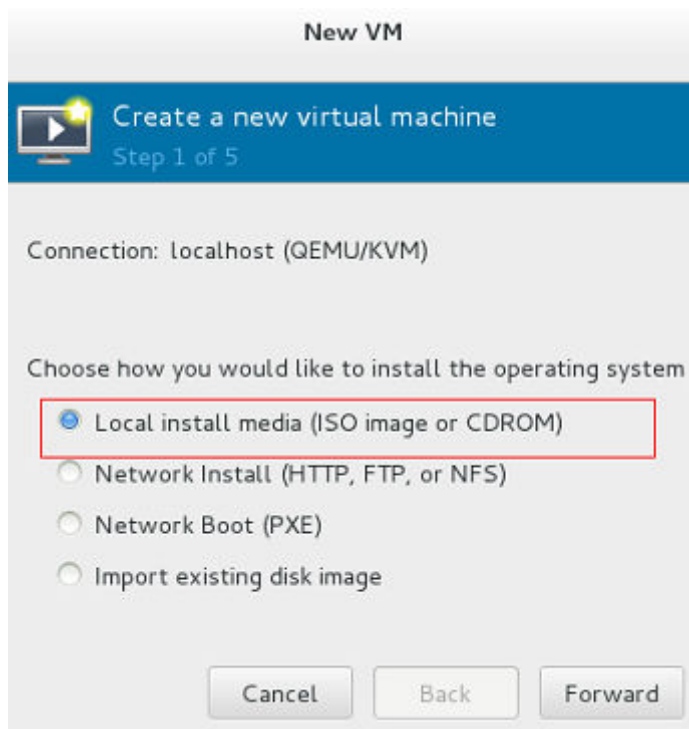 New VM
Create a new virtual machine
Step 1 of 5
Connection: localhost (QEMU/KVM)
Choose how you would like to install the operating system
Local install media (ISO image or CDROM)
Network Install (HTTP, FTP, or NFS)
Network Boot (PXE)
Import existing disk image
Cancel Back Forward